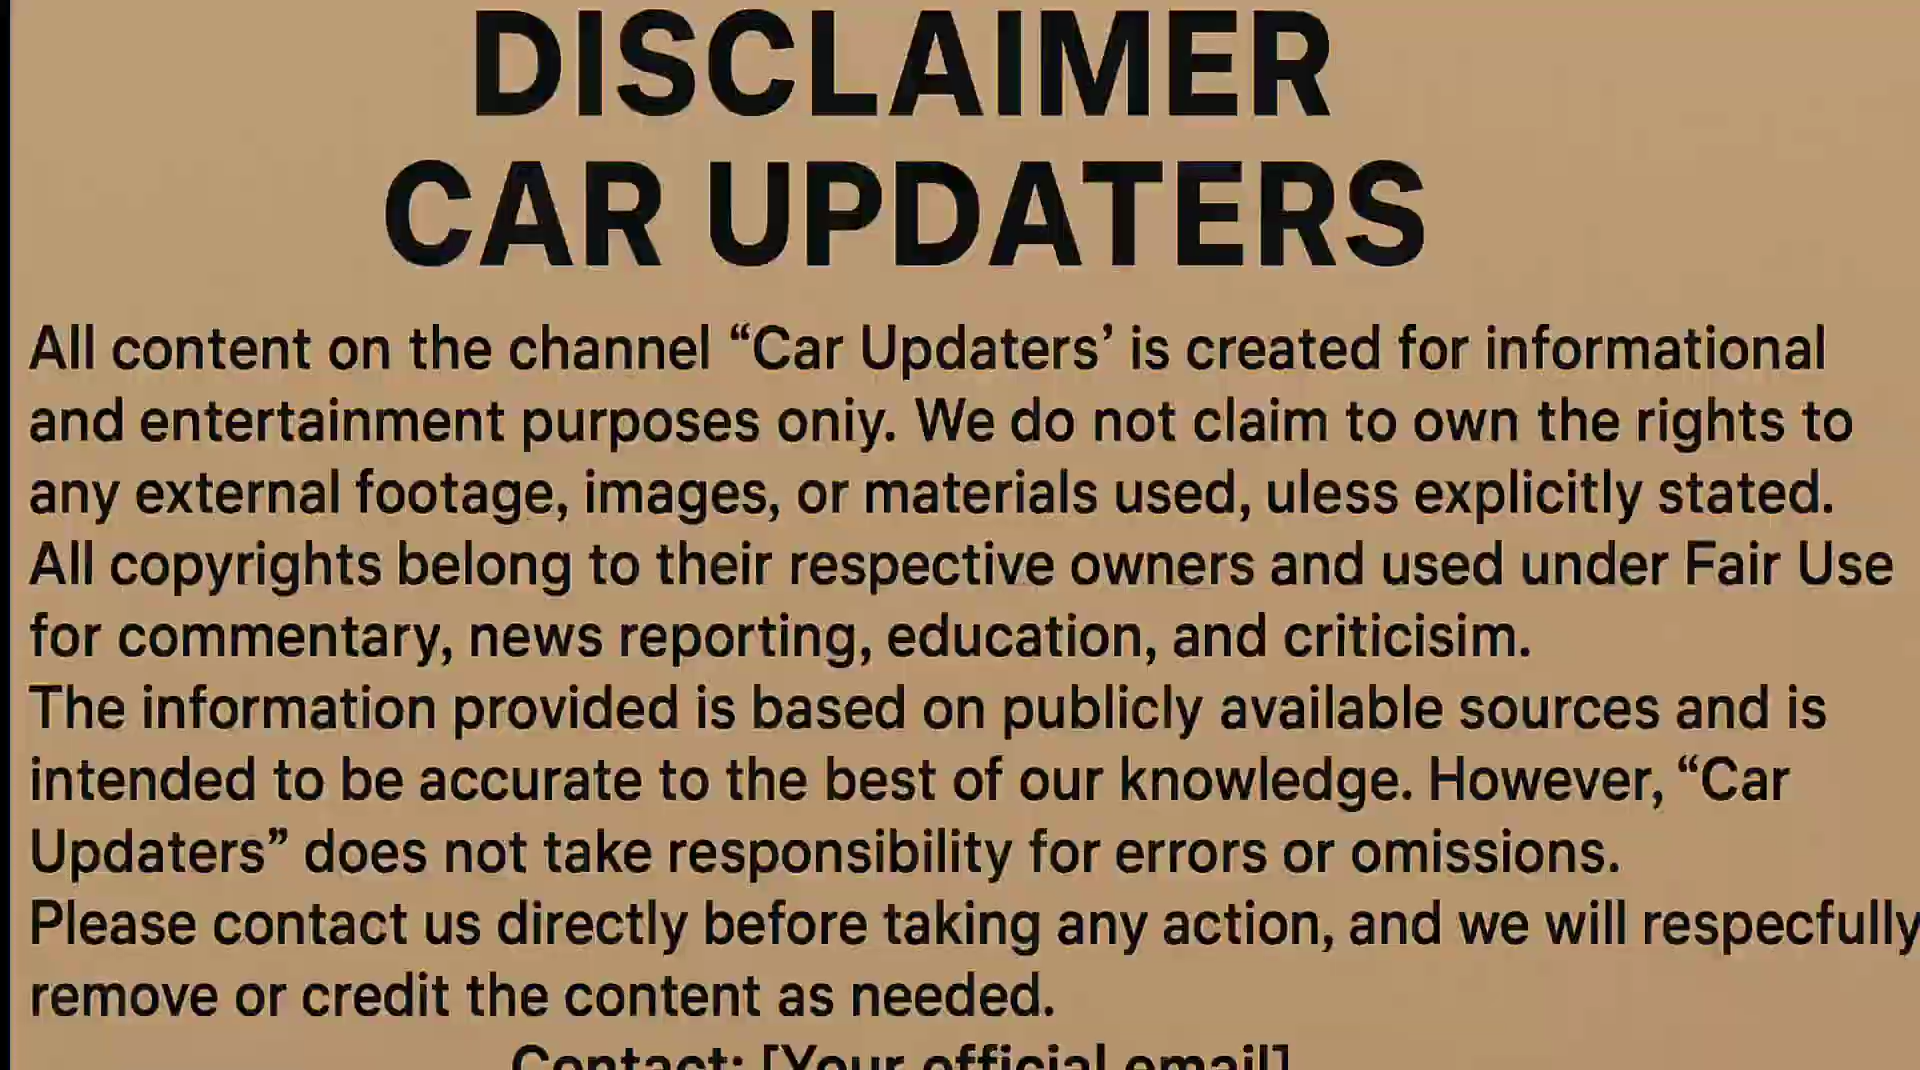 DISCLAIMER
CAR UPDATERS
All content on the channel “Car Updaters’ is created for informational
and entertainment purposes oniy. We do not claim to own the rights to
any external footage, images, or materials used, uless explicitly stated.
All copyrights belong to their respective owners and used under Fair Use
for commentary, news reporting, education, and criticisim.
The information provided is based on publicly available sources and is
intended to be accurate to the best of our knowledge. However, “Car
Updaters” does not take responsibility for errors or omissions.
Please contact us directly before taking any action, and we will respecfully
remove or credit the content as needed.
Contact: [Your official email]